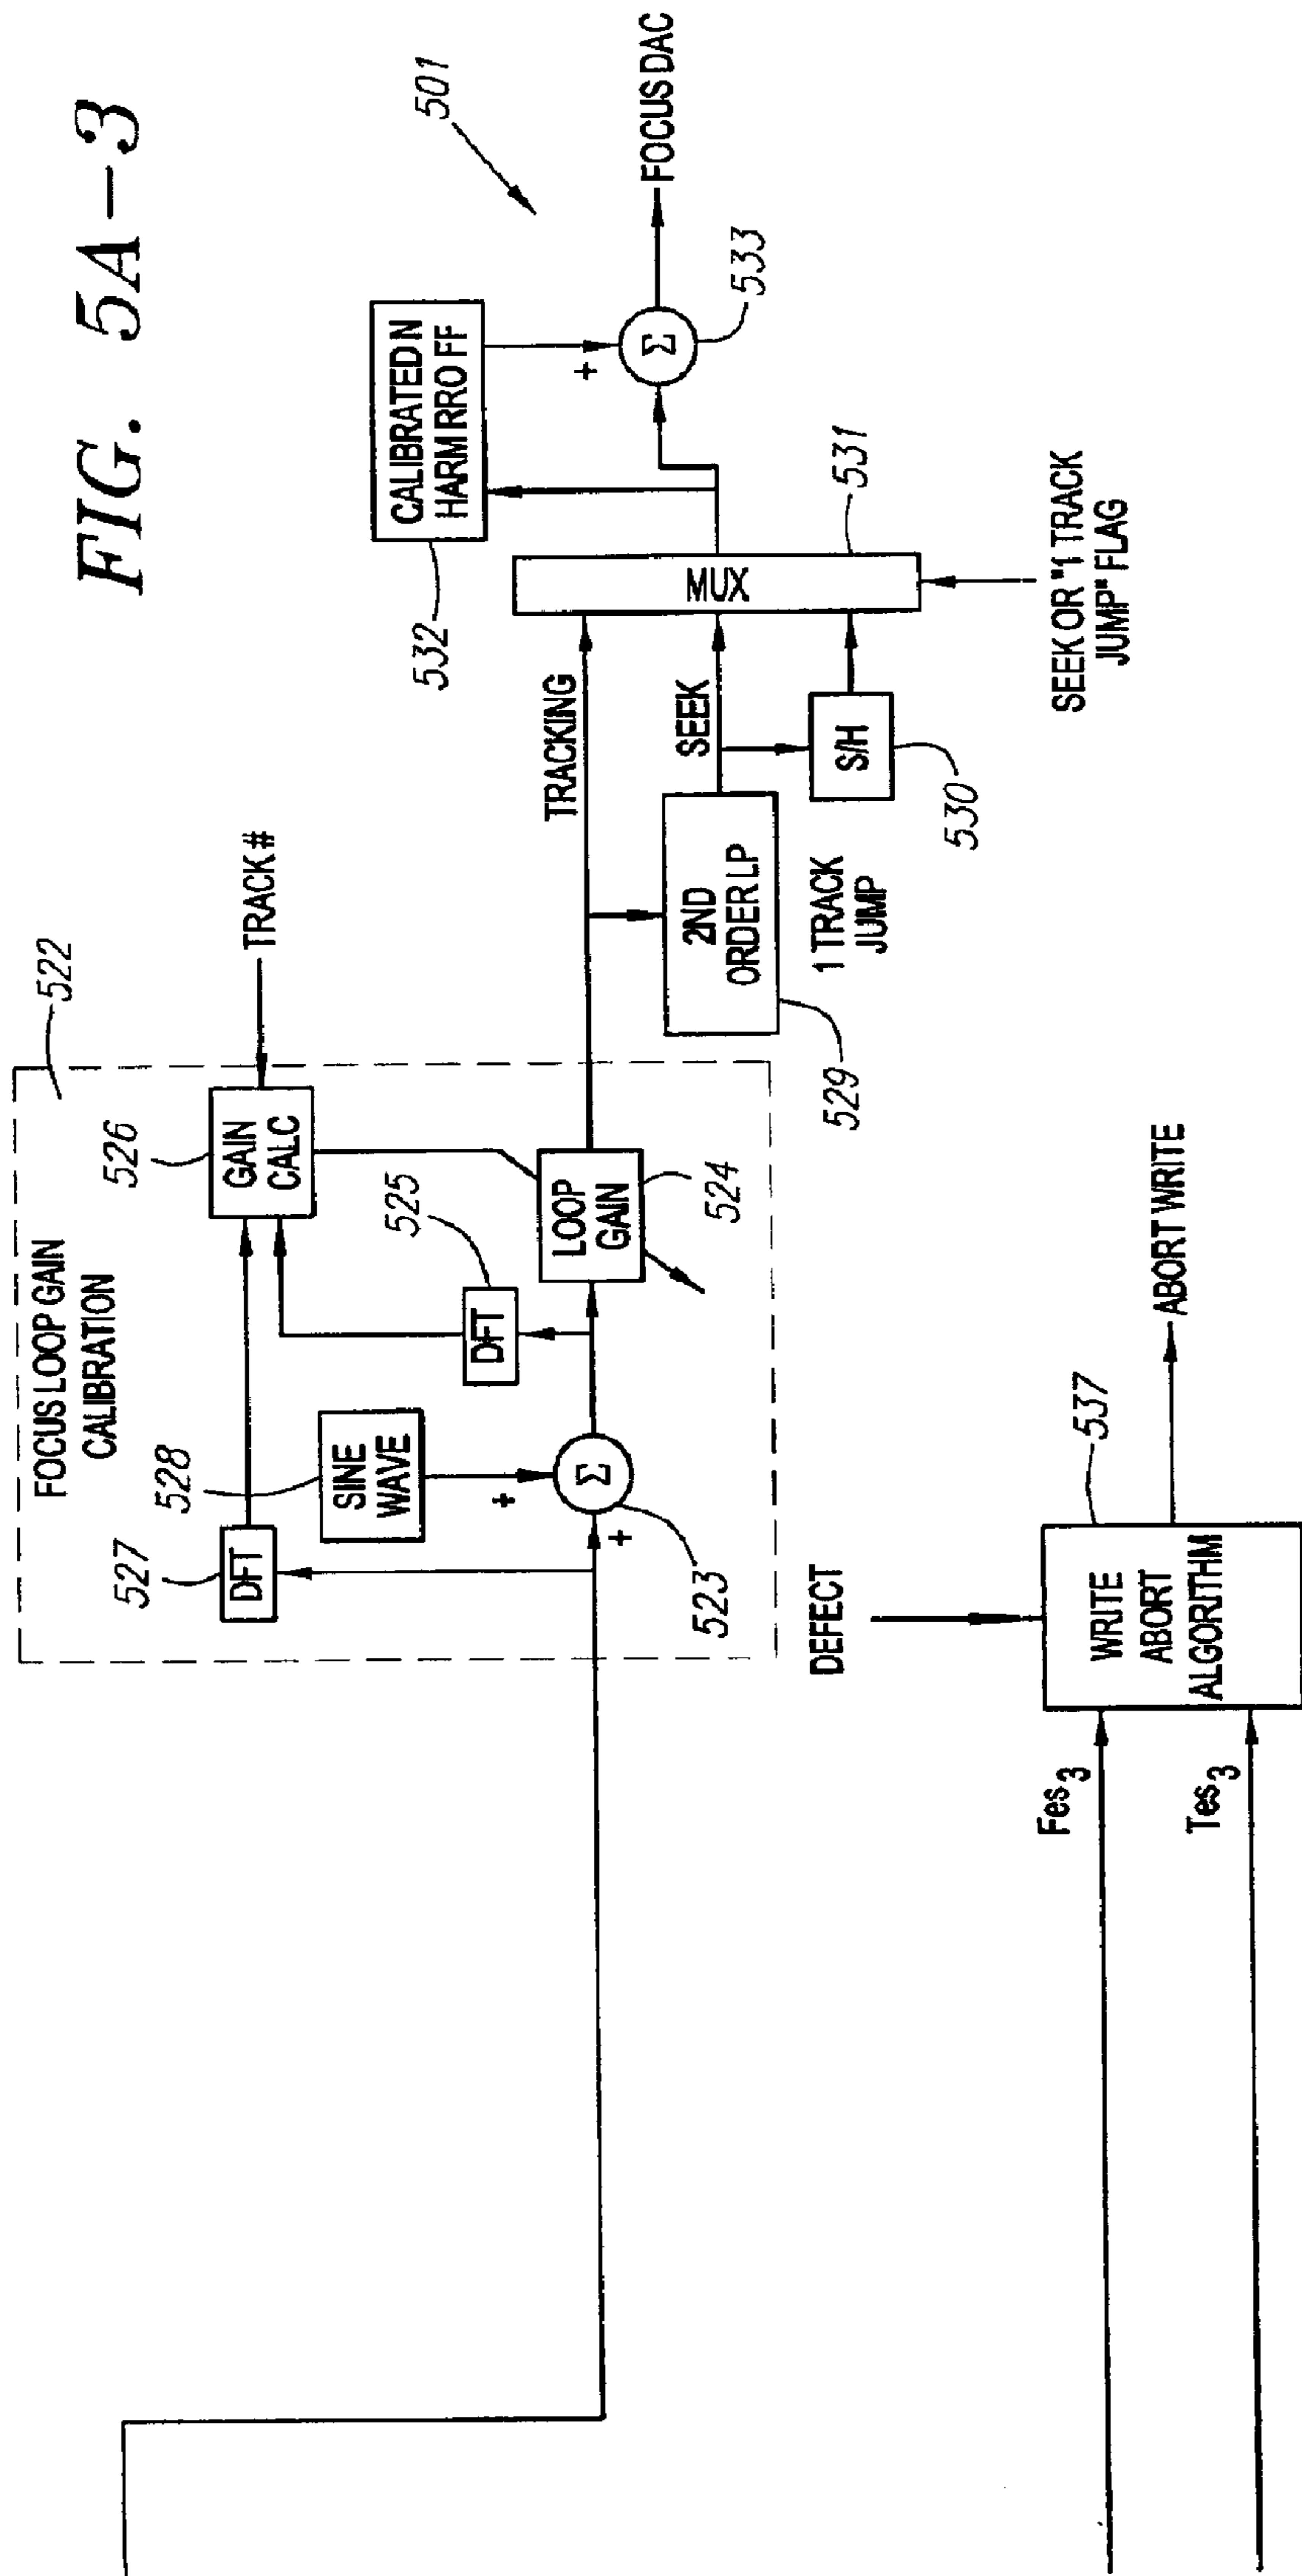 FIG. 5A-3
501
FOCUS DAC
CALIBRATED N
HARM RRO FF
532
+
Σ
533
MUX
531
SEEK OR "1 TRACK
JUMP" FLAG
TRACKING
SEEK
S/H
530
2ND
ORDER LP
529
1 TRACK
JUMP
TRACK #
522
FOCUS LOOP GAIN
CALIBRATION
526
GAIN
CALC
525
DFT
LOOP
GAIN
524
528
SINE
WAVE
+
Σ
+
523
527
DFT
DEFECT
537
WRITE
ABORT
ALGORITHM
ABORT WRITE
Fes3
Tes3